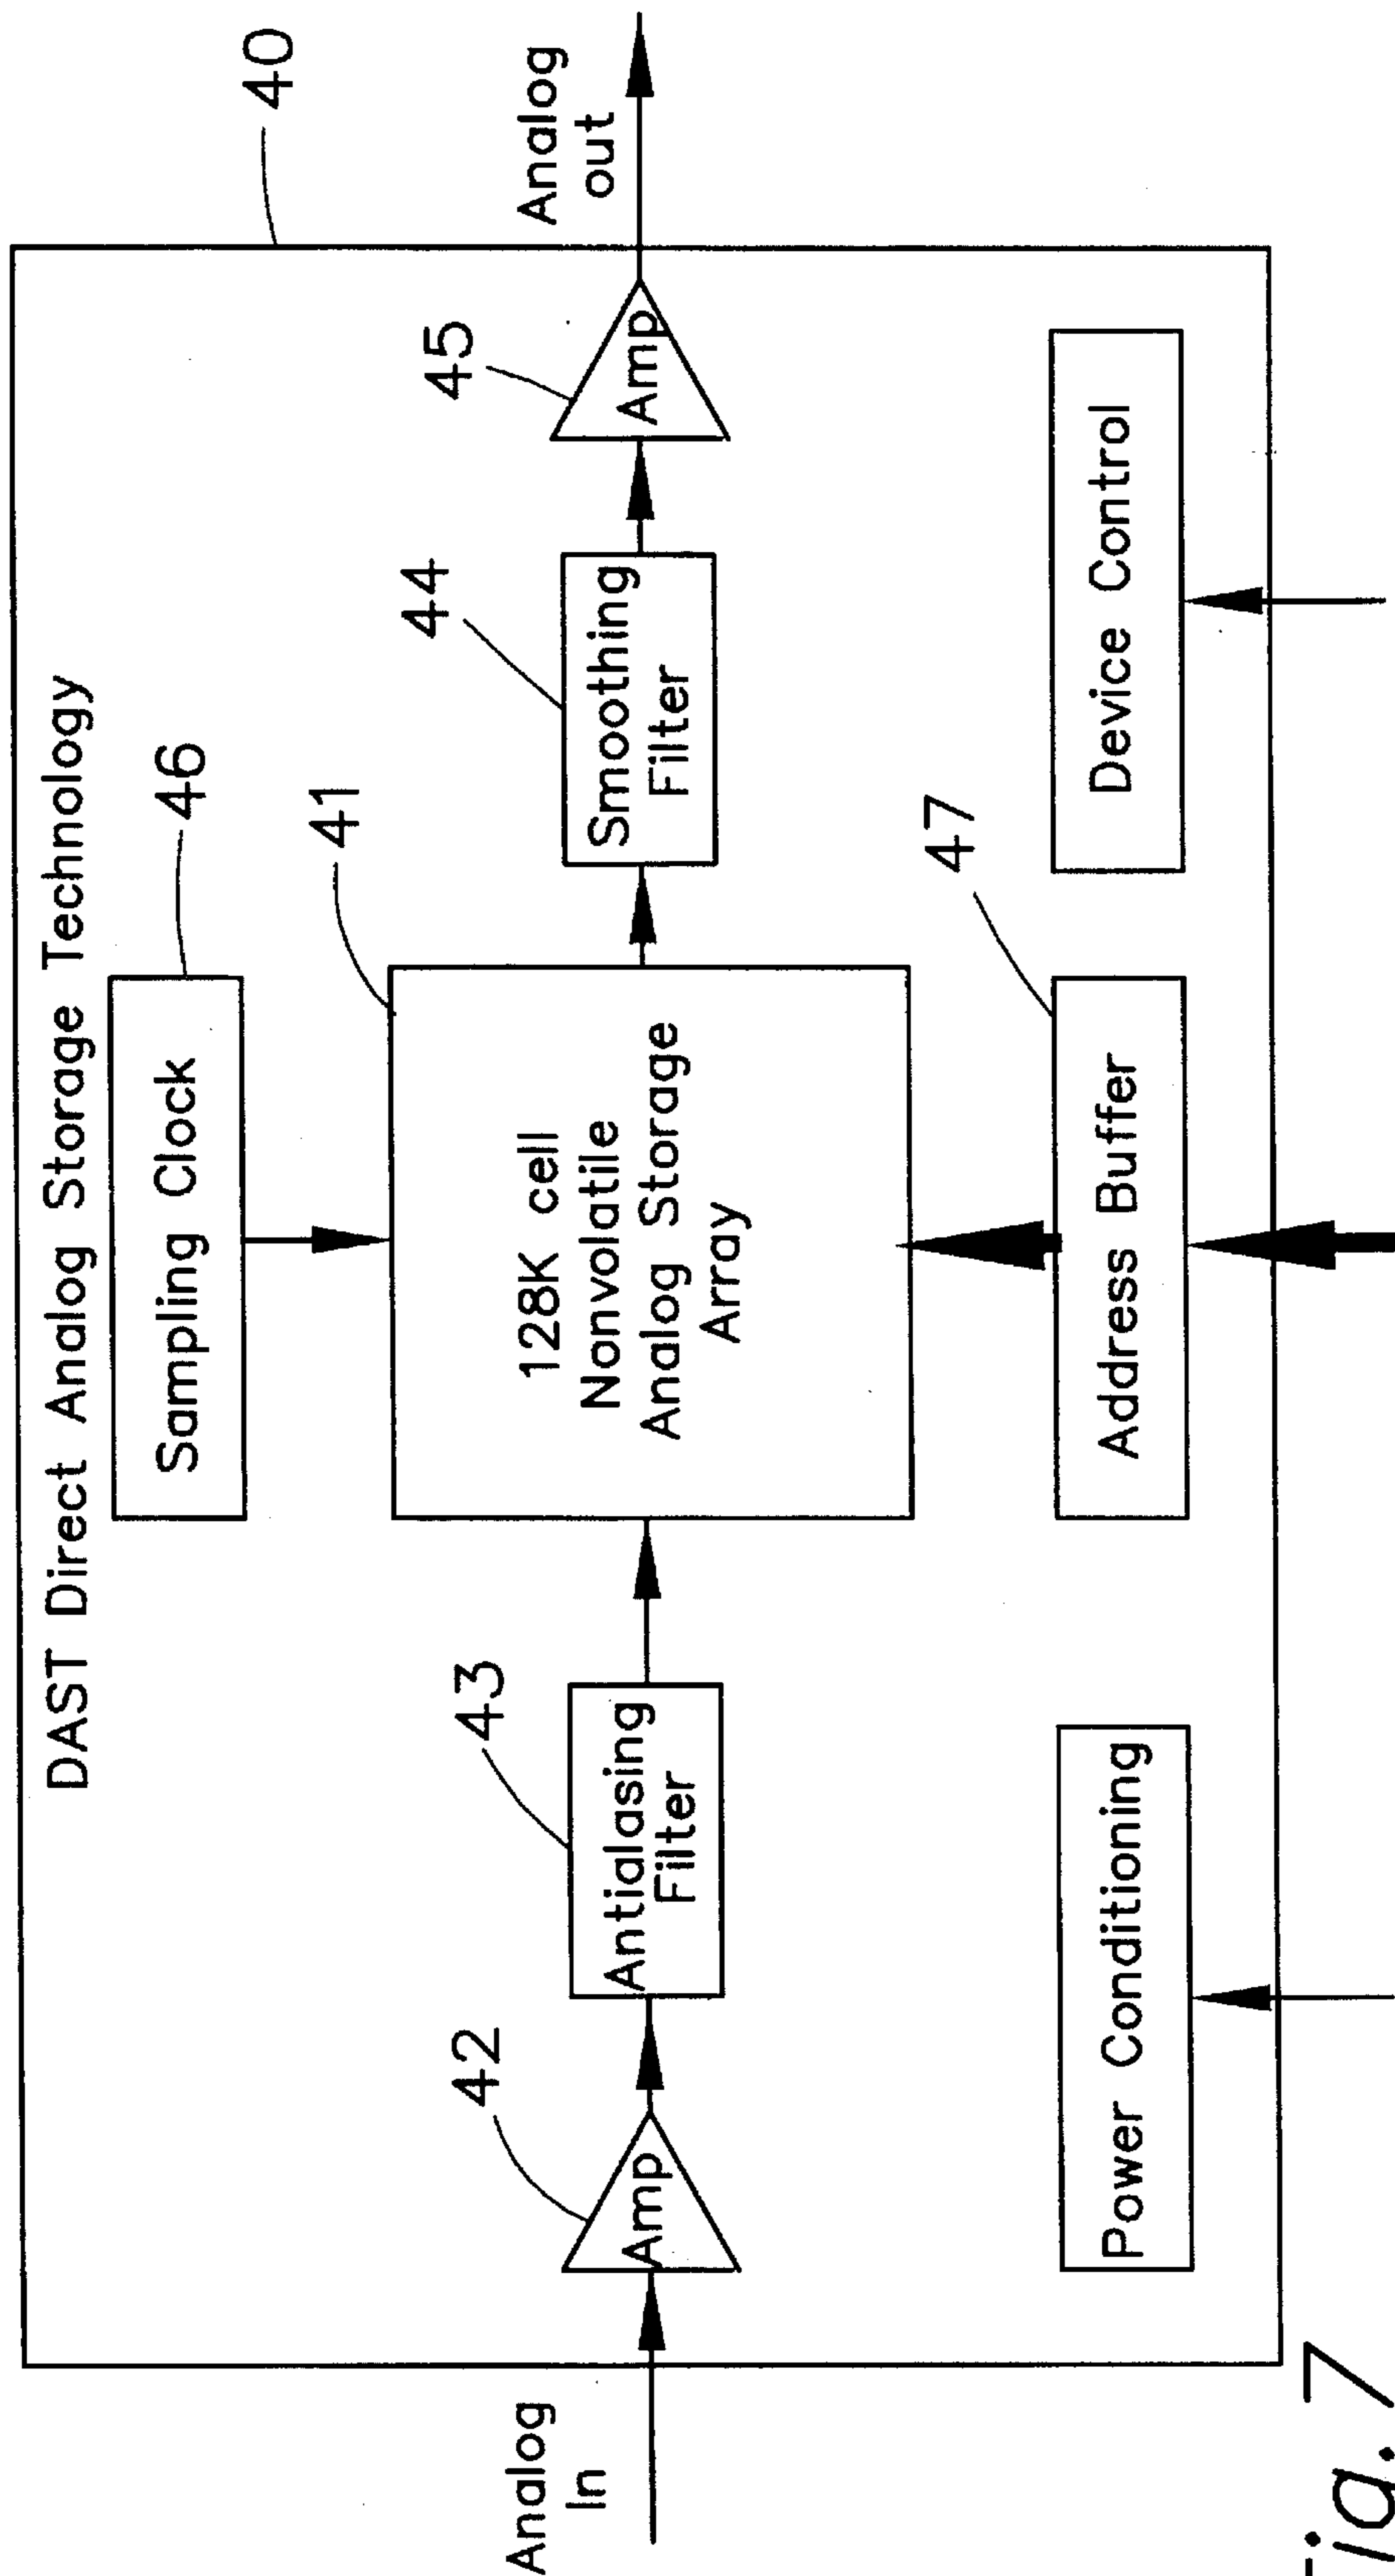 DAST Direct Analog Storage Technology
40
Sampling Clock
46
41
128K cell
Nonvolatile
Analog Storage
Array
Analog
In
42
Amp
43
Antialasing
Filter
44
Smoothing
Filter
45
Amp
Analog
out
47
Power Conditioning
Address Buffer
Device Control
Fig. 7